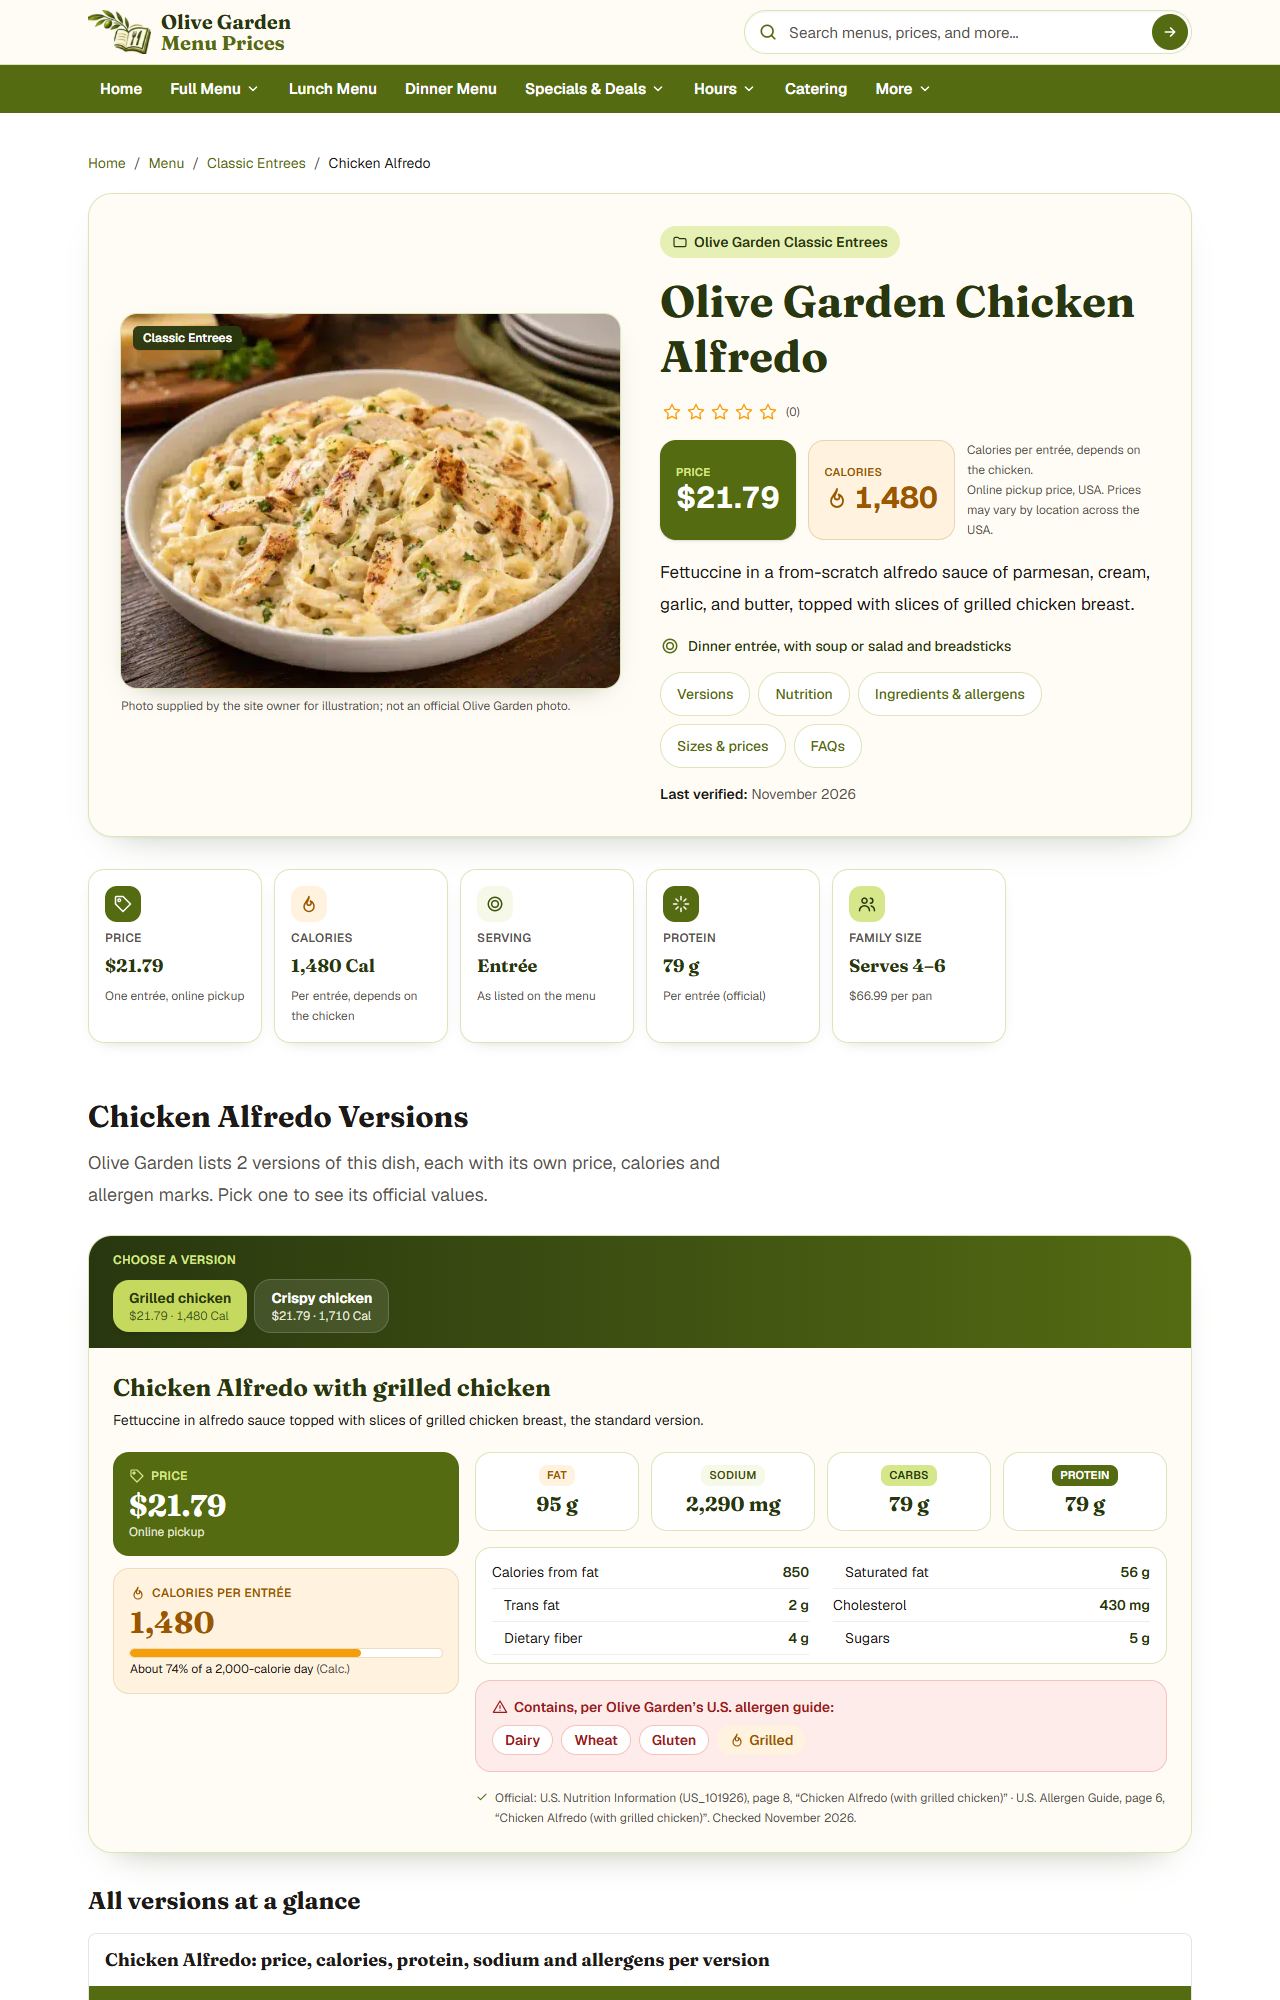 Olive Garden
Menu Prices
Search menus, prices, and more...
Home
Full Menu
Lunch Menu
Dinner Menu
Specials & Deals
Hours
Catering
More
Home / Menu / Classic Entrees / Chicken Alfredo
Classic Entrees
Photo supplied by the site owner for illustration; not an official Olive Garden photo.
Olive Garden Classic Entrees
Olive Garden Chicken
Alfredo
(0)
PRICE
$21.79
CALORIES
1,480
Calories per entrée, depends on
the chicken.
Online pickup price, USA. Prices
may vary by location across the
USA.
Fettuccine in a from-scratch alfredo sauce of parmesan, cream,
garlic, and butter, topped with slices of grilled chicken breast.
Dinner entrée, with soup or salad and breadsticks
Versions
Nutrition
Ingredients & allergens
Sizes & prices
FAQs
Last verified: November 2026
PRICE
$21.79
One entrée, online pickup
CALORIES
1,480 Cal
Per entrée, depends on
the chicken
SERVING
Entrée
As listed on the menu
PROTEIN
79 g
Per entrée (official)
FAMILY SIZE
Serves 4–6
$66.99 per pan
Chicken Alfredo Versions
Olive Garden lists 2 versions of this dish, each with its own price, calories and
allergen marks. Pick one to see its official values.
CHOOSE A VERSION
Grilled chicken
$21.79 · 1,480 Cal
Crispy chicken
$21.79 · 1,710 Cal
Chicken Alfredo with grilled chicken
Fettuccine in alfredo sauce topped with slices of grilled chicken breast, the standard version.
PRICE
$21.79
Online pickup
CALORIES PER ENTRÉE
1,480
About 74% of a 2,000-calorie day (Calc.)
FAT
95 g
SODIUM
2,290 mg
CARBS
79 g
PROTEIN
79 g
Calories from fat 850
Saturated fat 56 g
Trans fat 2 g
Cholesterol 430 mg
Dietary fiber 4 g
Sugars 5 g
Contains, per Olive Garden’s U.S. allergen guide:
Dairy
Wheat
Gluten
Grilled
Official: U.S. Nutrition Information (US_101926), page 8, “Chicken Alfredo (with grilled chicken)” · U.S. Allergen Guide, page 6,
“Chicken Alfredo (with grilled chicken)”. Checked November 2026.
All versions at a glance
Chicken Alfredo: price, calories, protein, sodium and allergens per version